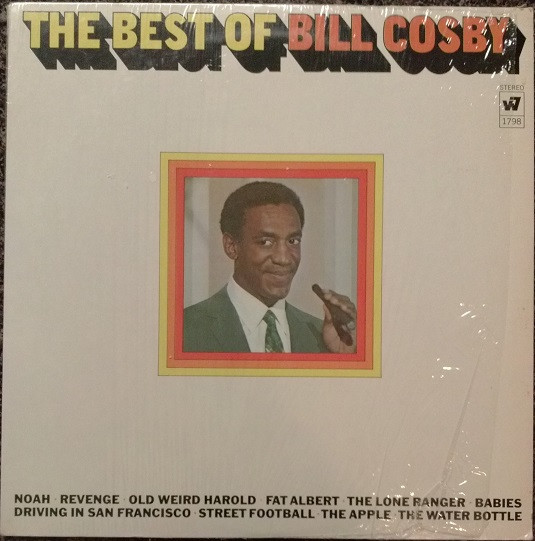 THE BEST OF BILL COSBY
STEREO
W7
1798
NOAH · REVENGE · OLD WEIRD HAROLD · FAT ALBERT · THE LONE RANGER · BABIES
DRIVING IN SAN FRANCISCO · STREET FOOTBALL · THE APPLE · THE WATER BOTTLE